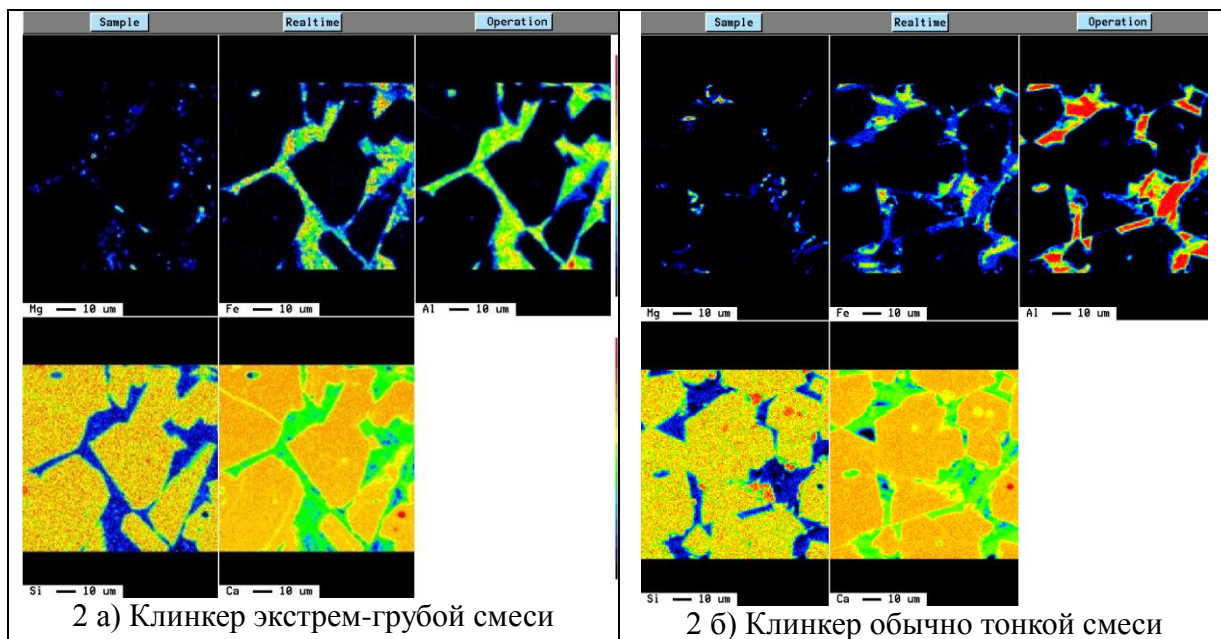 Sample Realtime Operation
Mg 10 um Fe 10 um Al 10 um
Si 10 um Ca 10 um
2 а) Клинкер экстрем-грубой смеси
Sample Realtime Operation
Mg 10 um Fe 10 um Al 10 um
Si 10 um Ca 10 um
2 б) Клинкер обычно тонкой смеси